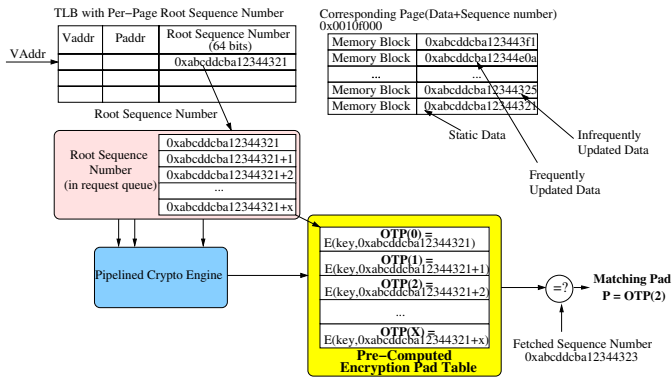 TLB with Per−Page Root Sequence Number
Vaddr
Paddr
Root Sequence Number
(64 bits)
VAddr
0xabcddcba12344321
Corresponding Page(Data+Sequence number)
0x0010f000
Memory Block 0xabcddcba123443f1
Memory Block 0xabcddcba12344e0a
... ...
Memory Block 0xabcddcba12344325
Memory Block 0xabcddcba12344321
Static Data
Infrequently
Updated Data
Frequently
Updated Data
Root Sequence Number
Root Sequence
Number
(in request queue)
0xabcddcba12344321
0xabcddcba12344321+1
0xabcddcba12344321+2
...
0xabcddcba12344321+x
Pipelined Crypto Engine
OTP(0) =
E(key,0xabcddcba12344321)
OTP(1) =
E(key,0xabcddcba12344321+1)
OTP(2) =
E(key,0xabcddcba12344321+2)
...
OTP(X) =
E(key,0xabcddcba12344321+x)
Pre−Computed
Encryption Pad Table
=?
Matching Pad
P = OTP(2)
Fetched Sequence Number
0xabcddcba12344323